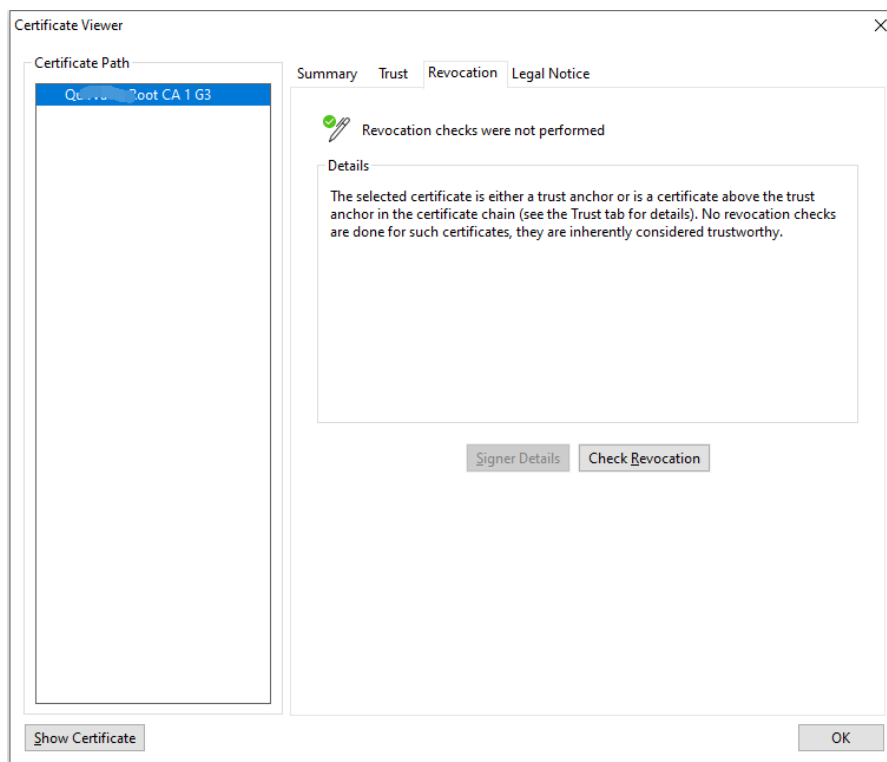 Certificate Viewer
Certificate Path
Root CA 1 G3
Summary Trust Revocation Legal Notice
Revocation checks were not performed
Details
The selected certificate is either a trust anchor or is a certificate above the trust
anchor in the certificate chain (see the Trust tab for details). No revocation checks
are done for such certificates, they are inherently considered trustworthy.
Signer Details Check Revocation
Show Certificate OK